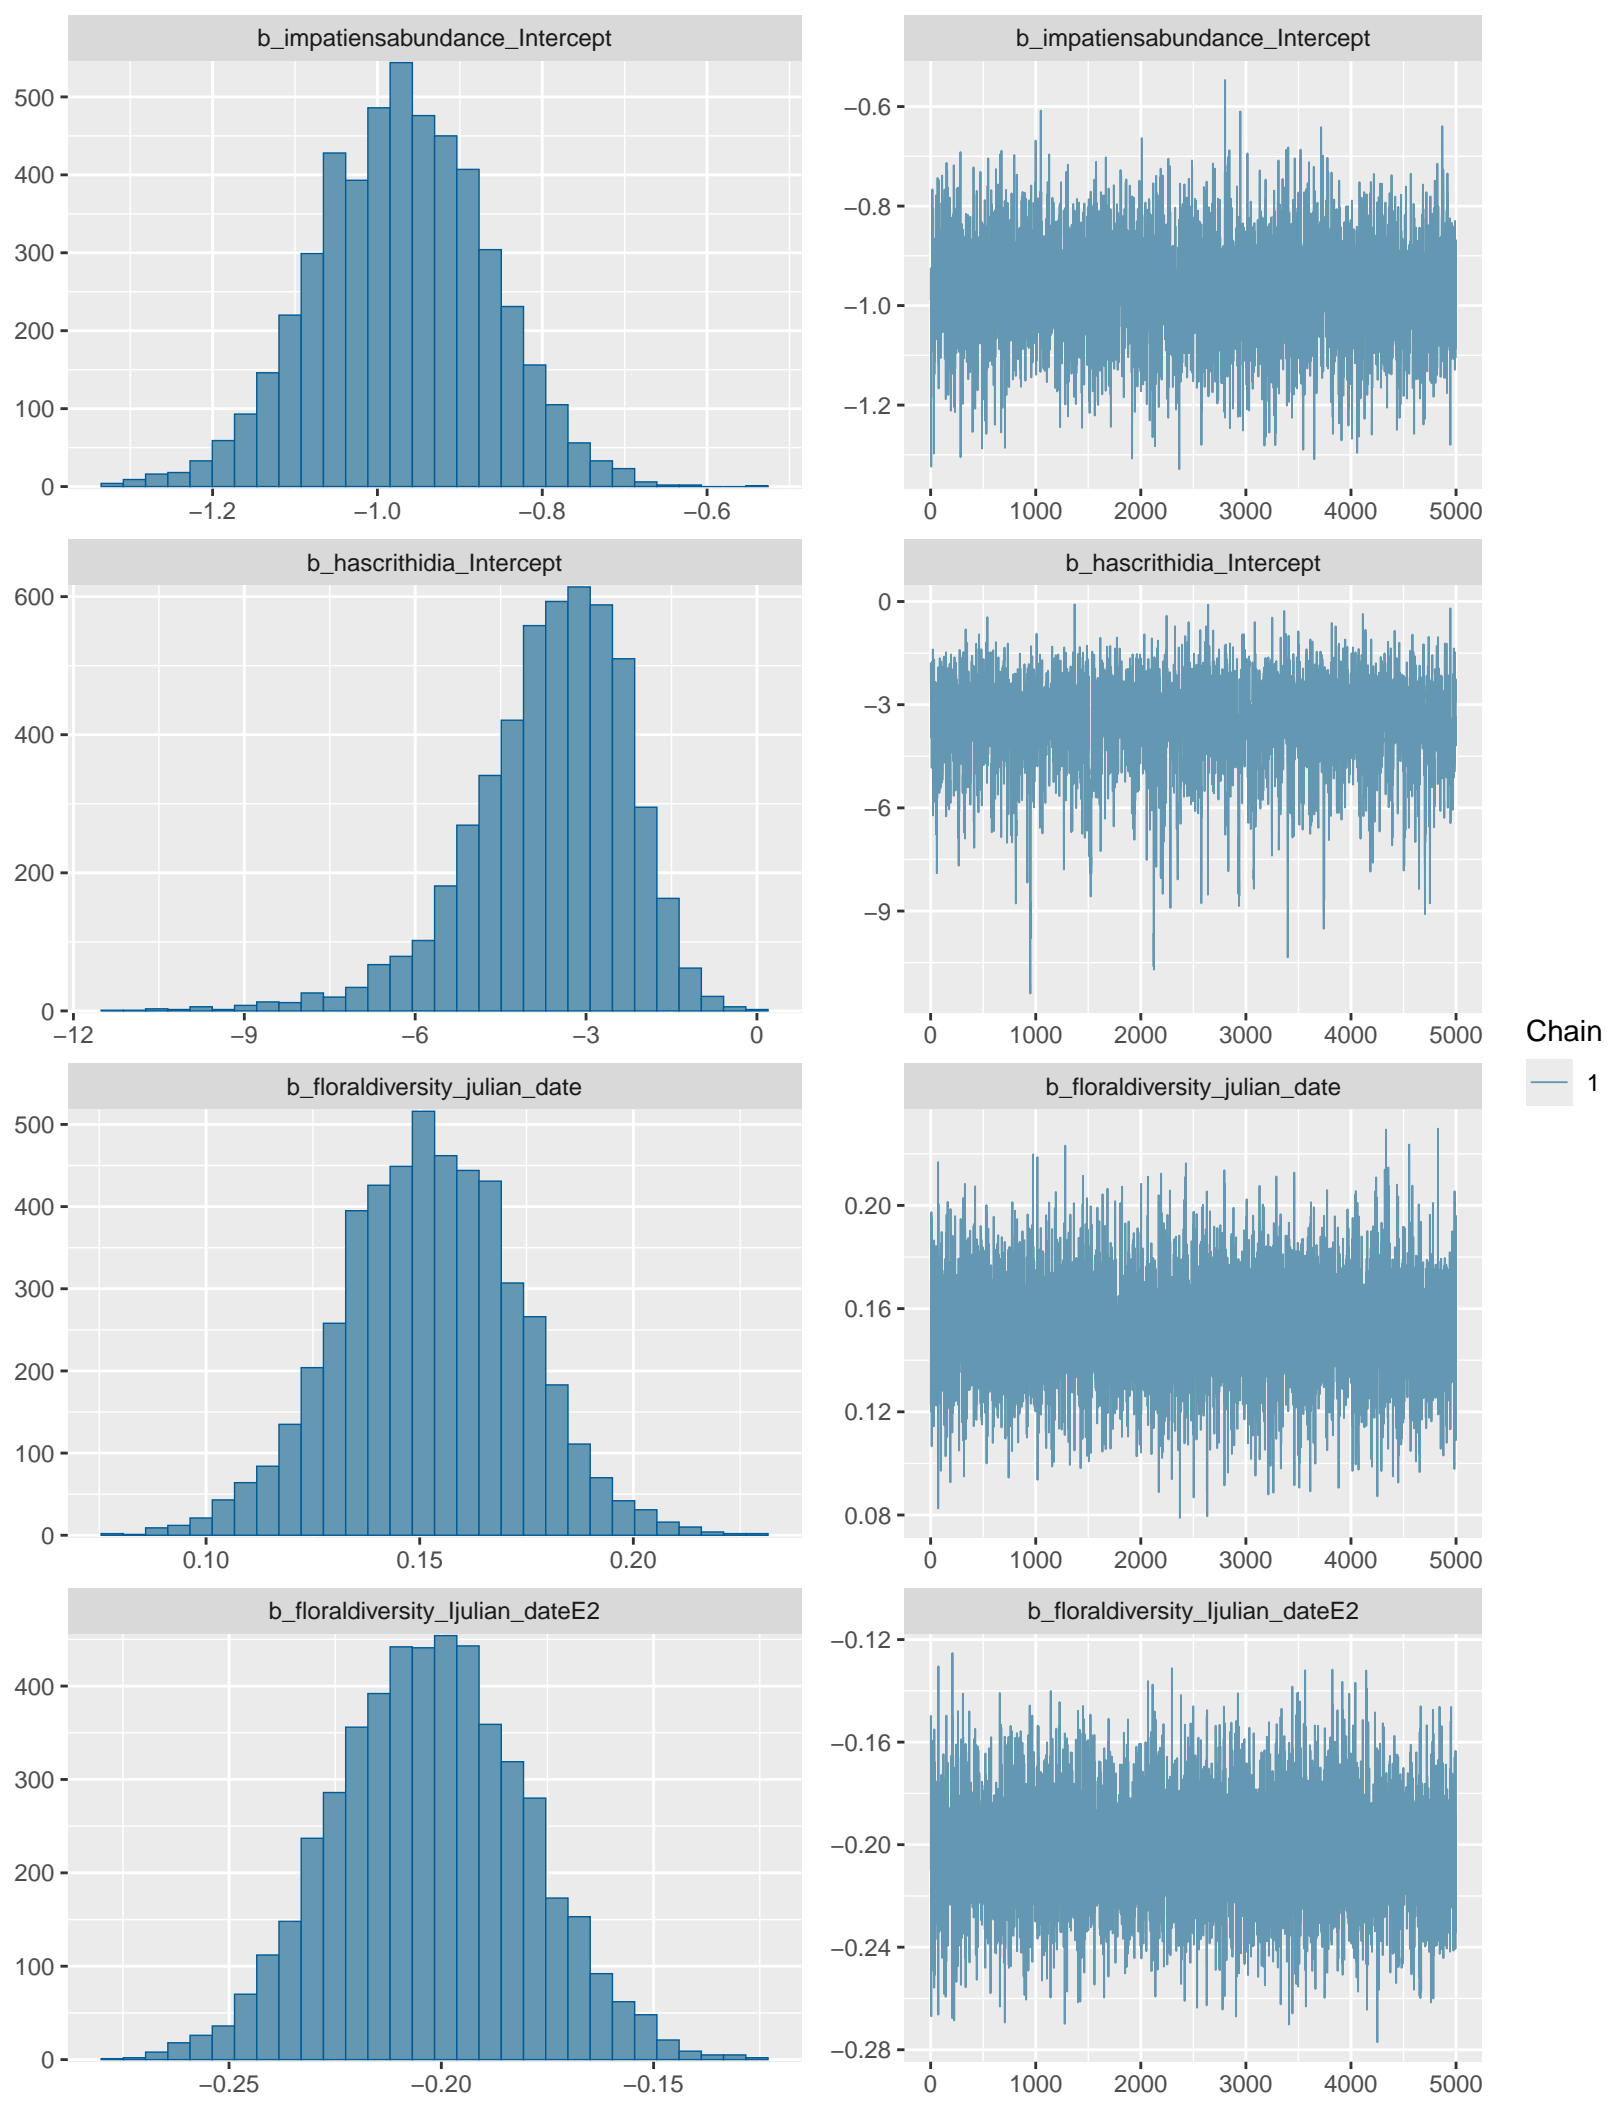 b_impatiensabundance_Intercept
500
400
300
200
100
0
−1.2 −1.0 −0.8 −0.6
b_impatiensabundance_Intercept
−0.6
−0.8
−1.0
−1.2
0 1000 2000 3000 4000 5000
b_hascrithidia_Intercept
600
400
200
0
−12 −9 −6 −3 0
b_hascrithidia_Intercept
0
−3
−6
−9
0 1000 2000 3000 4000 5000
b_floraldiversity_julian_date
500
400
300
200
100
0
0.10 0.15 0.20
b_floraldiversity_julian_date
0.20
0.16
0.12
0.08
0 1000 2000 3000 4000 5000
b_floraldiversity_Ijulian_dateE2
400
300
200
100
0
−0.25 −0.20 −0.15
b_floraldiversity_Ijulian_dateE2
−0.12
−0.16
−0.20
−0.24
−0.28
0 1000 2000 3000 4000 5000
Chain
1